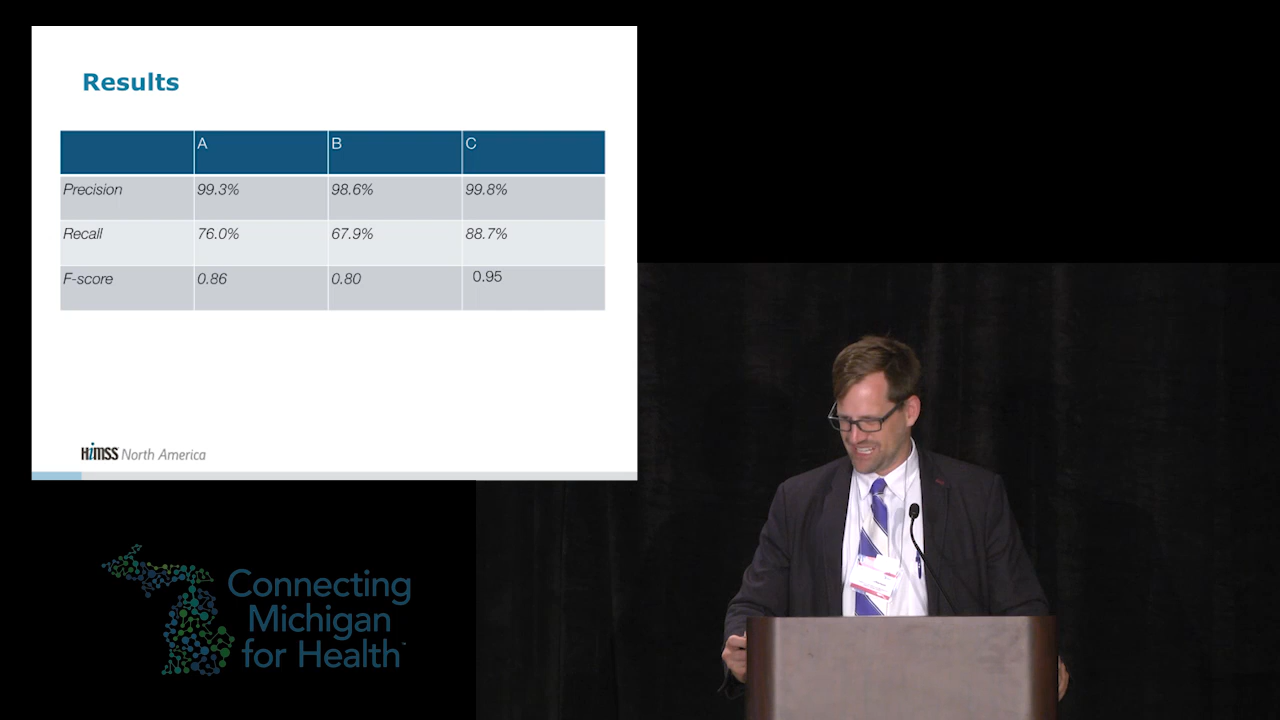 Results
A B C
Precision 99.3% 98.6% 99.8%
Recall 76.0% 67.9% 88.7%
F-score 0.86 0.80 0.95
HiMSS North America
Connecting
Michigan
for Health™